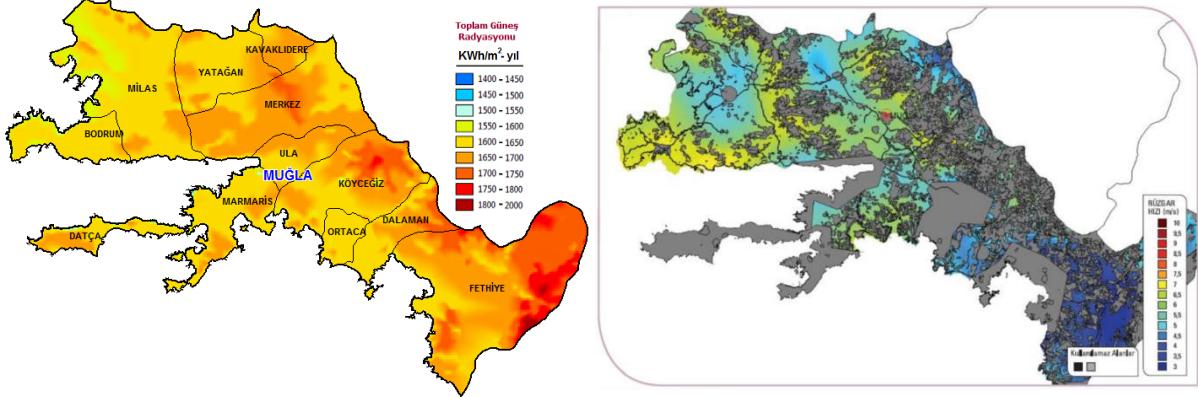 Toplam Güneş
Radyasyonu
KWh/m²- yıl
1400 - 1450
1450 - 1500
1500 - 1550
1550 - 1600
1600 - 1650
1650 - 1700
1700 - 1750
1750 - 1800
1800 - 2000
KAVAKLIDERE
YATAĞAN
MİLAS
MERKEZ
BODRUM
ULA
MUĞLA
KÖYCEĞİZ
MARMARİS
DALAMAN
ORTACA
DATÇA
FETHİYE
RÜZGAR
HIZI (m/s)
10
9,5
9
8,5
8
7,5
7
6,5
6
5,5
5
4,5
4
3,5
3
Kullanılamaz Alanlar